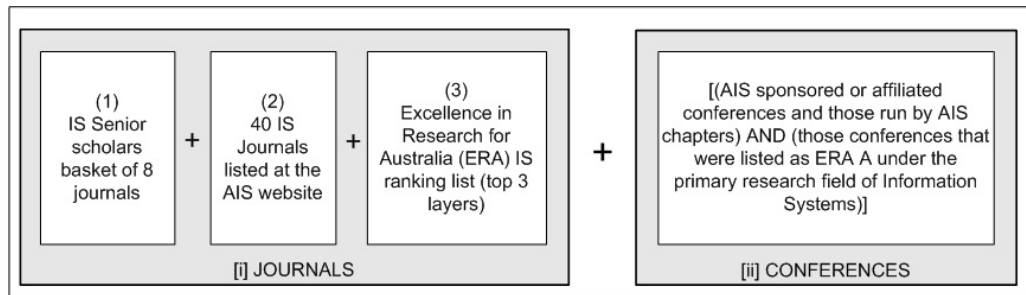 (1)
IS Senior
scholars
basket of 8
journals
+
(2)
40 IS
Journals
listed at the
AIS website
+
(3)
Excellence in
Research for
Australia (ERA) IS
ranking list (top 3
layers)
[i] JOURNALS
+
[(AIS sponsored or affiliated
conferences and those run by AIS
chapters) AND (those conferences that
were listed as ERA A under the
primary research field of Information
Systems)]
[ii] CONFERENCES